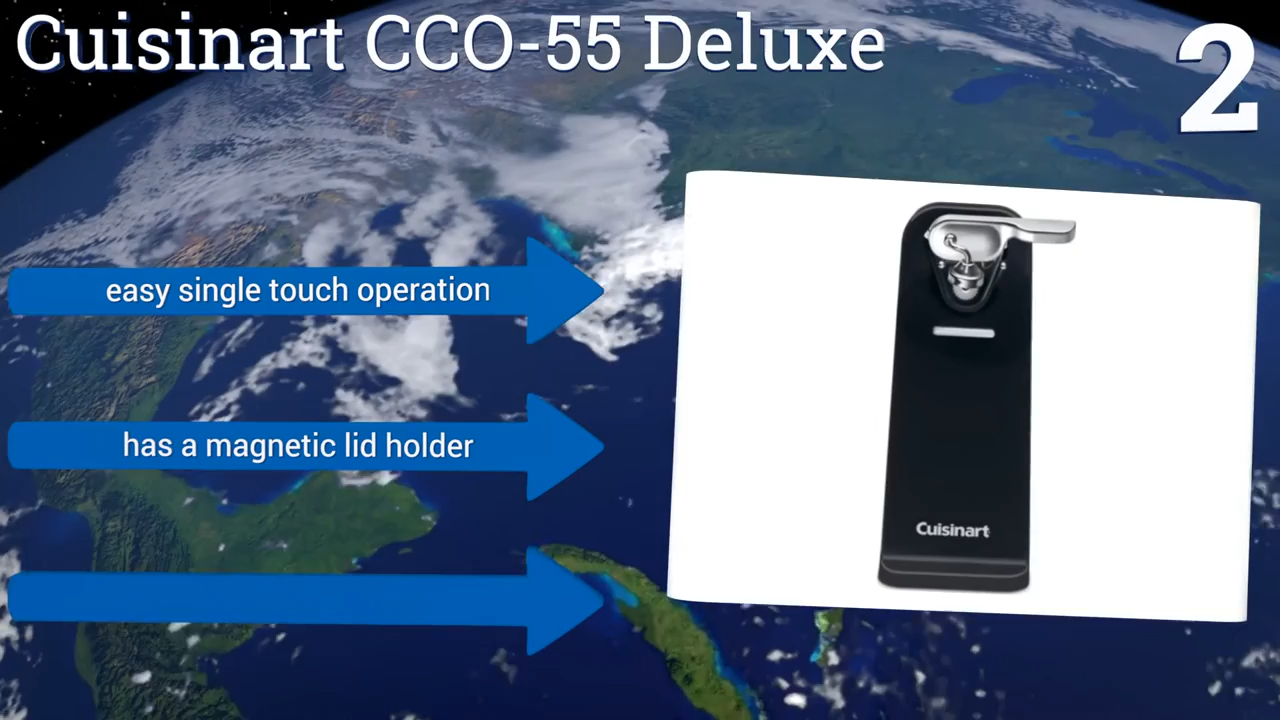 Cuisinart CCO-55 Deluxe
2
easy single touch operation
has a magnetic lid holder
Cuisinart